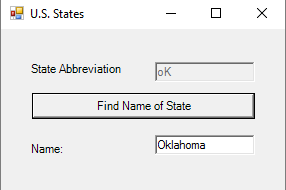 U.S. States
State Abbreviation oK
Find Name of State
Name: Oklahoma